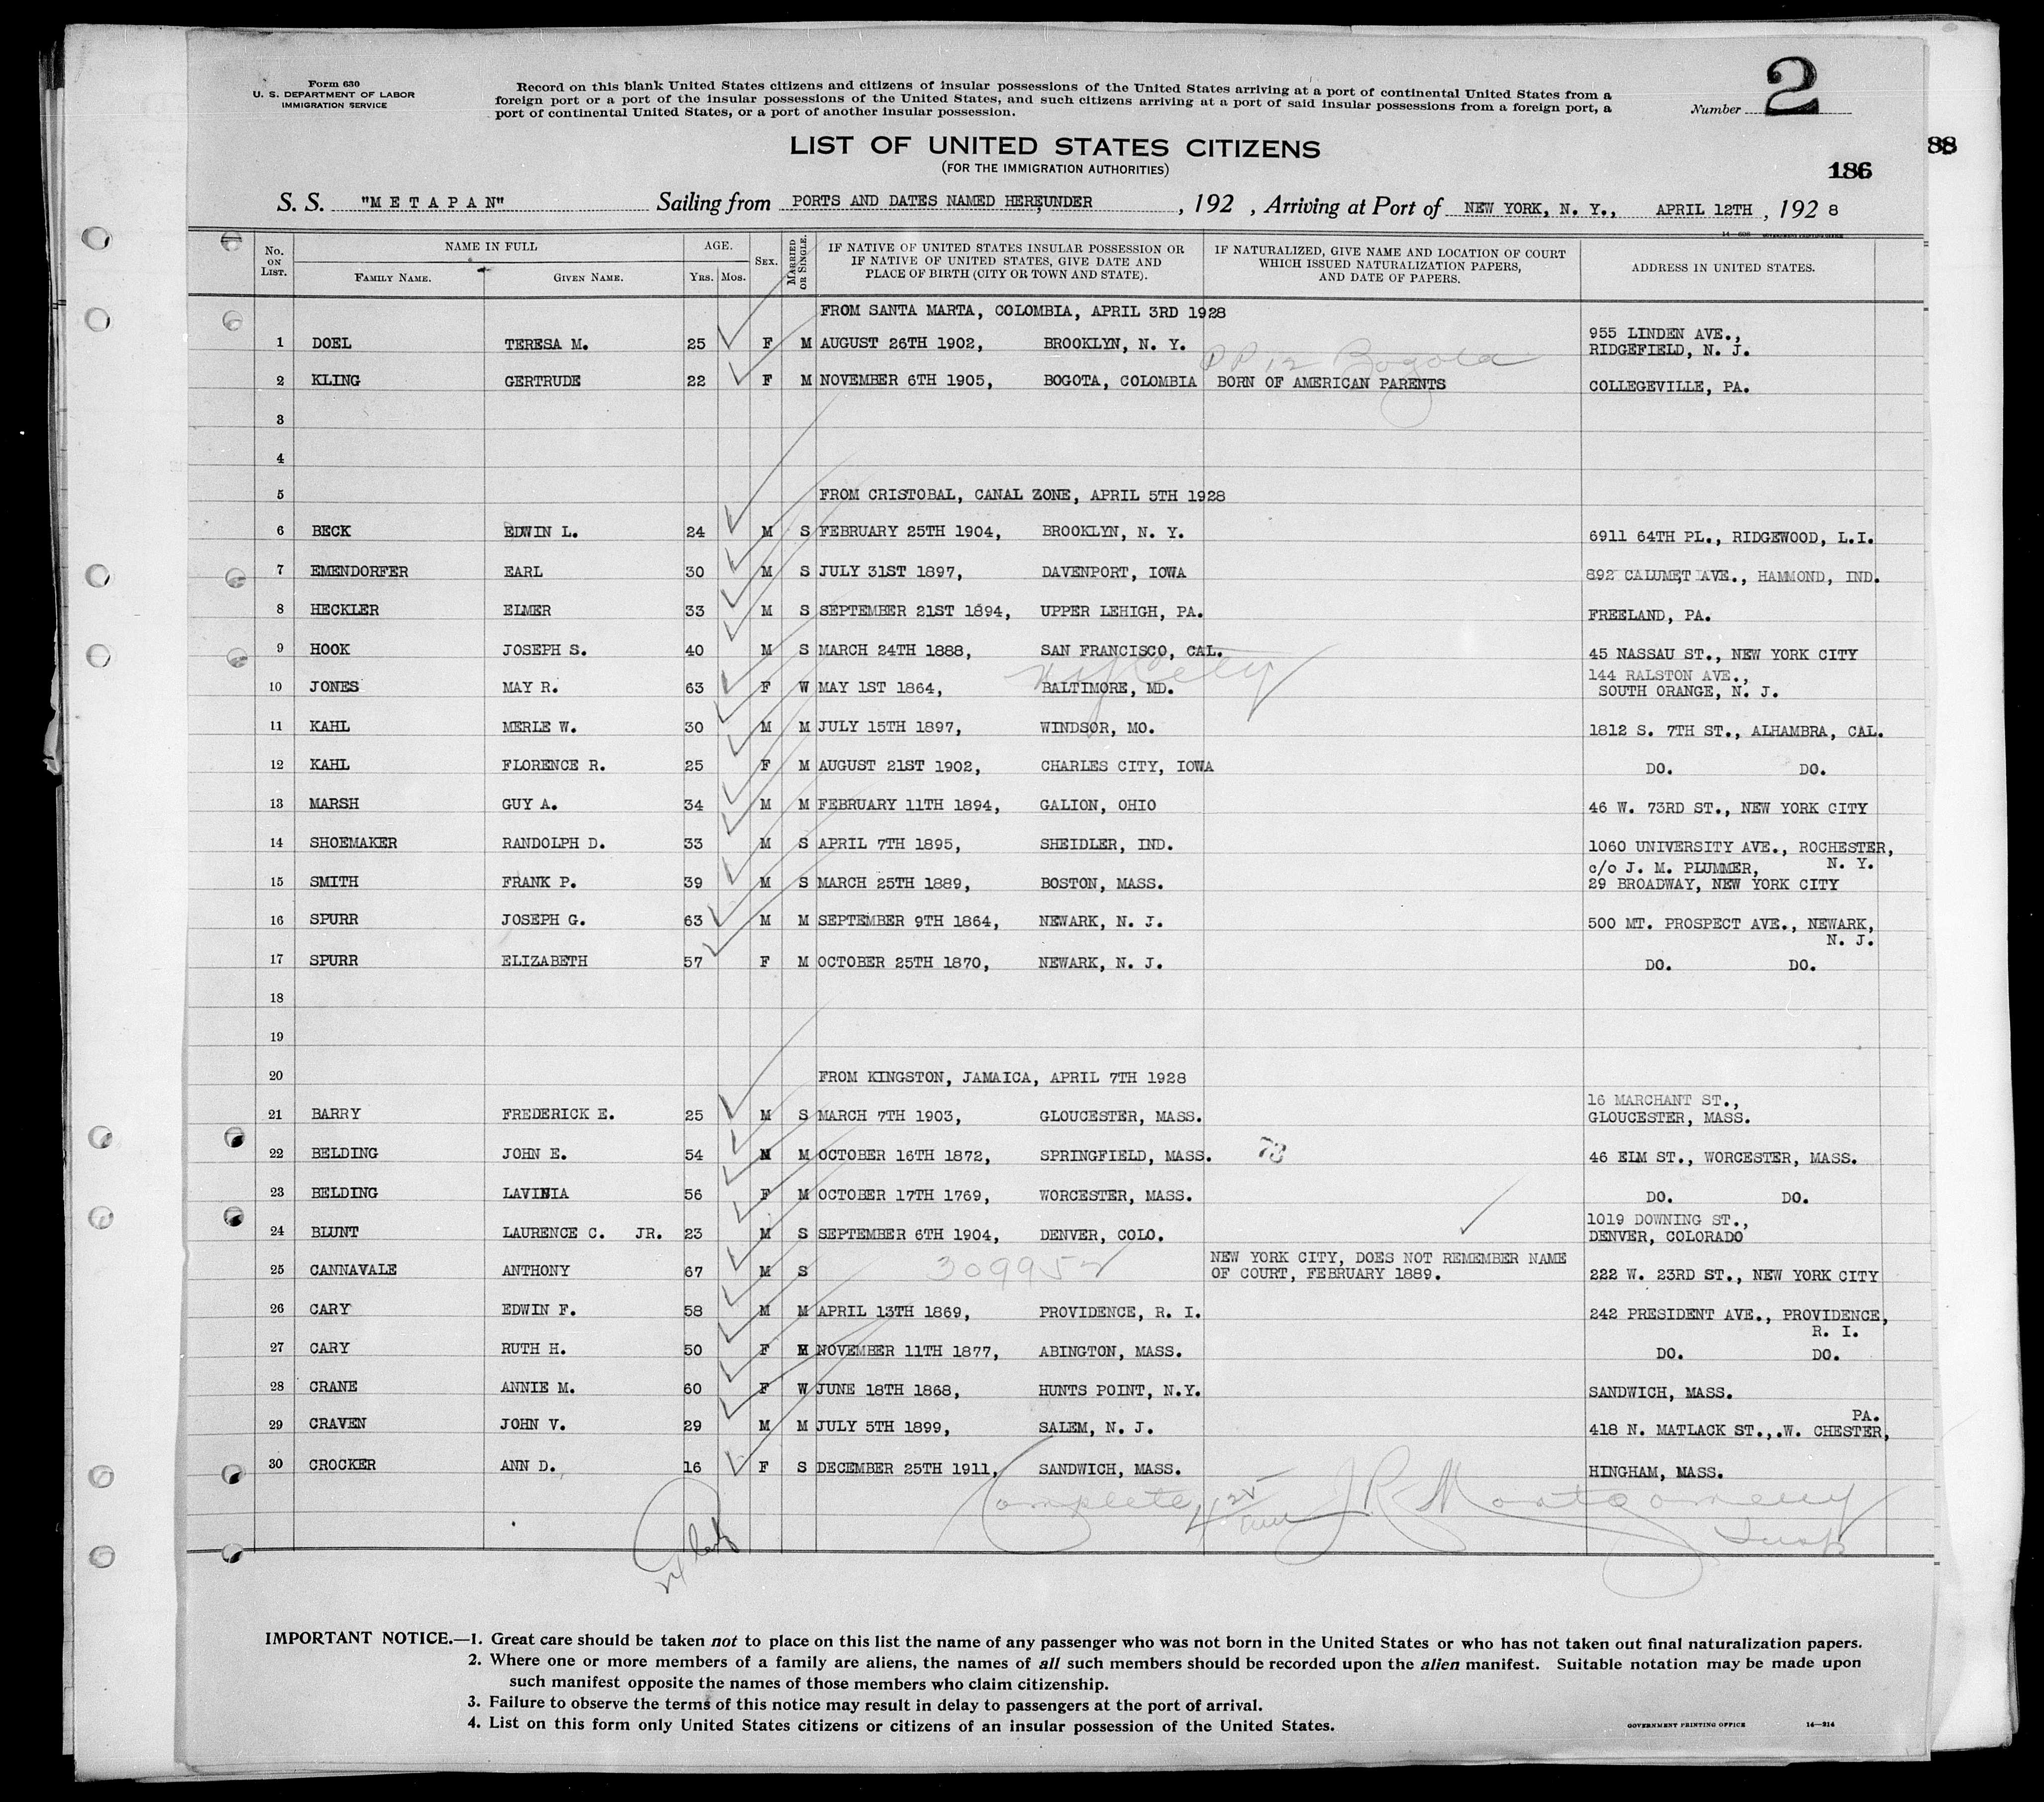 Form 630
U. S. DEPARTMENT OF LABOR
IMMIGRATION SERVICE
Record on this blank United States citizens and citizens of insular possessions of the United States arriving at a port of continental United States from a
foreign port or a port of the insular possessions of the United States, and such citizens arriving at a port of said insular possessions from a foreign port, a
port of continental United States, or a port of another insular possession.
Number 2
LIST OF UNITED STATES CITIZENS
(FOR THE IMMIGRATION AUTHORITIES)
88
186
S. S. "METAPAN" Sailing from PORTS AND DATES NAMED HEREUNDER , 192 , Arriving at Port of NEW YORK, N. Y., APRIL 12TH , 192 8
No. ON LIST. NAME IN FULL FAMILY NAME. GIVEN NAME. AGE. YRS. MOS. SEX. MARRIED OR SINGLE. IF NATIVE OF UNITED STATES INSULAR POSSESSION OR IF NATIVE OF UNITED STATES, GIVE DATE AND PLACE OF BIRTH (CITY OR TOWN AND STATE). IF NATURALIZED, GIVE NAME AND LOCATION OF COURT WHICH ISSUED NATURALIZATION PAPERS, AND DATE OF PAPERS. ADDRESS IN UNITED STATES.
FROM SANTA MARTA, COLOMBIA, APRIL 3RD 1928
1 DOEL TERESA M. 25 F M AUGUST 26TH 1902, BROOKLYN, N. Y. 955 LINDEN AVE., RIDGEFIELD, N. J.
PP 12 Bogota
2 KLING GERTRUDE 22 F M NOVEMBER 6TH 1905, BOGOTA, COLOMBIA BORN OF AMERICAN PARENTS COLLEGEVILLE, PA.
3
4
5 FROM CRISTOBAL, CANAL ZONE, APRIL 5TH 1928
6 BECK EDWIN L. 24 M S FEBRUARY 25TH 1904, BROOKLYN, N. Y. 6911 64TH PL., RIDGEWOOD, L.I.
7 EMENDORFER EARL 30 M S JULY 31ST 1897, DAVENPORT, IOWA 892 CALUMET AVE., HAMMOND, IND.
8 HECKLER ELMER 33 M S SEPTEMBER 21ST 1894, UPPER LEHIGH, PA. FREELAND, PA.
9 HOOK JOSEPH S. 40 M S MARCH 24TH 1888, SAN FRANCISCO, CAL. 45 NASSAU ST., NEW YORK CITY
N Y City
10 JONES MAY R. 63 F W MAY 1ST 1864, BALTIMORE, MD. 144 RALSTON AVE., SOUTH ORANGE, N. J.
11 KAHL MERLE W. 30 M M JULY 15TH 1897, WINDSOR, MO. 1812 S. 7TH ST., ALHAMBRA, CAL.
12 KAHL FLORENCE R. 25 F M AUGUST 21ST 1902, CHARLES CITY, IOWA DO. DO.
13 MARSH GUY A. 34 M M FEBRUARY 11TH 1894, GALION, OHIO 46 W. 73RD ST., NEW YORK CITY
14 SHOEMAKER RANDOLPH D. 33 M S APRIL 7TH 1895, SHEIDLER, IND. 1060 UNIVERSITY AVE., ROCHESTER, N. Y.
15 SMITH FRANK P. 39 M S MARCH 25TH 1889, BOSTON, MASS. c/o J. M. PLUMMER, 29 BROADWAY, NEW YORK CITY
16 SPURR JOSEPH G. 63 M M SEPTEMBER 9TH 1864, NEWARK, N. J. 500 MT. PROSPECT AVE., NEWARK, N. J.
17 SPURR ELIZABETH 57 F M OCTOBER 25TH 1870, NEWARK, N. J. DO. DO.
18
19
20 FROM KINGSTON, JAMAICA, APRIL 7TH 1928
21 BARRY FREDERICK E. 25 M S MARCH 7TH 1903, GLOUCESTER, MASS. 16 MARCHANT ST., GLOUCESTER, MASS.
22 BELDING JOHN E. 54 M M OCTOBER 16TH 1872, SPRINGFIELD, MASS. 73 46 ELM ST., WORCESTER, MASS.
23 BELDING LAVINIA 56 F M OCTOBER 17TH 1769, WORCESTER, MASS. DO. DO.
24 BLUNT LAURENCE C. JR. 23 M S SEPTEMBER 6TH 1904, DENVER, COLO. 1019 DOWNING ST., DENVER, COLORADO
25 CANNAVALE ANTHONY 67 M S 309952 NEW YORK CITY, DOES NOT REMEMBER NAME OF COURT, FEBRUARY 1889. 222 W. 23RD ST., NEW YORK CITY
26 CARY EDWIN F. 58 M M APRIL 13TH 1869, PROVIDENCE, R. I. 242 PRESIDENT AVE., PROVIDENCE, R. I.
27 CARY RUTH H. 50 F M NOVEMBER 11TH 1877, ABINGTON, MASS. DO. DO.
28 CRANE ANNIE M. 60 F W JUNE 18TH 1868, HUNTS POINT, N.Y. SANDWICH, MASS.
29 CRAVEN JOHN V. 29 M M JULY 5TH 1899, SALEM, N. J. 418 N. MATLACK ST.,.W. CHESTER, PA.
30 CROCKER ANN D. 16 F S DECEMBER 25TH 1911, SANDWICH, MASS. HINGHAM, MASS.
Complete 4 25 J R Montgomery
Insp
IMPORTANT NOTICE.—1. Great care should be taken not to place on this list the name of any passenger who was not born in the United States or who has not taken out final naturalization papers.
2. Where one or more members of a family are aliens, the names of all such members should be recorded upon the alien manifest. Suitable notation may be made upon
such manifest opposite the names of those members who claim citizenship.
3. Failure to observe the terms of this notice may result in delay to passengers at the port of arrival.
4. List on this form only United States citizens or citizens of an insular possession of the United States.
GOVERNMENT PRINTING OFFICE 14—214